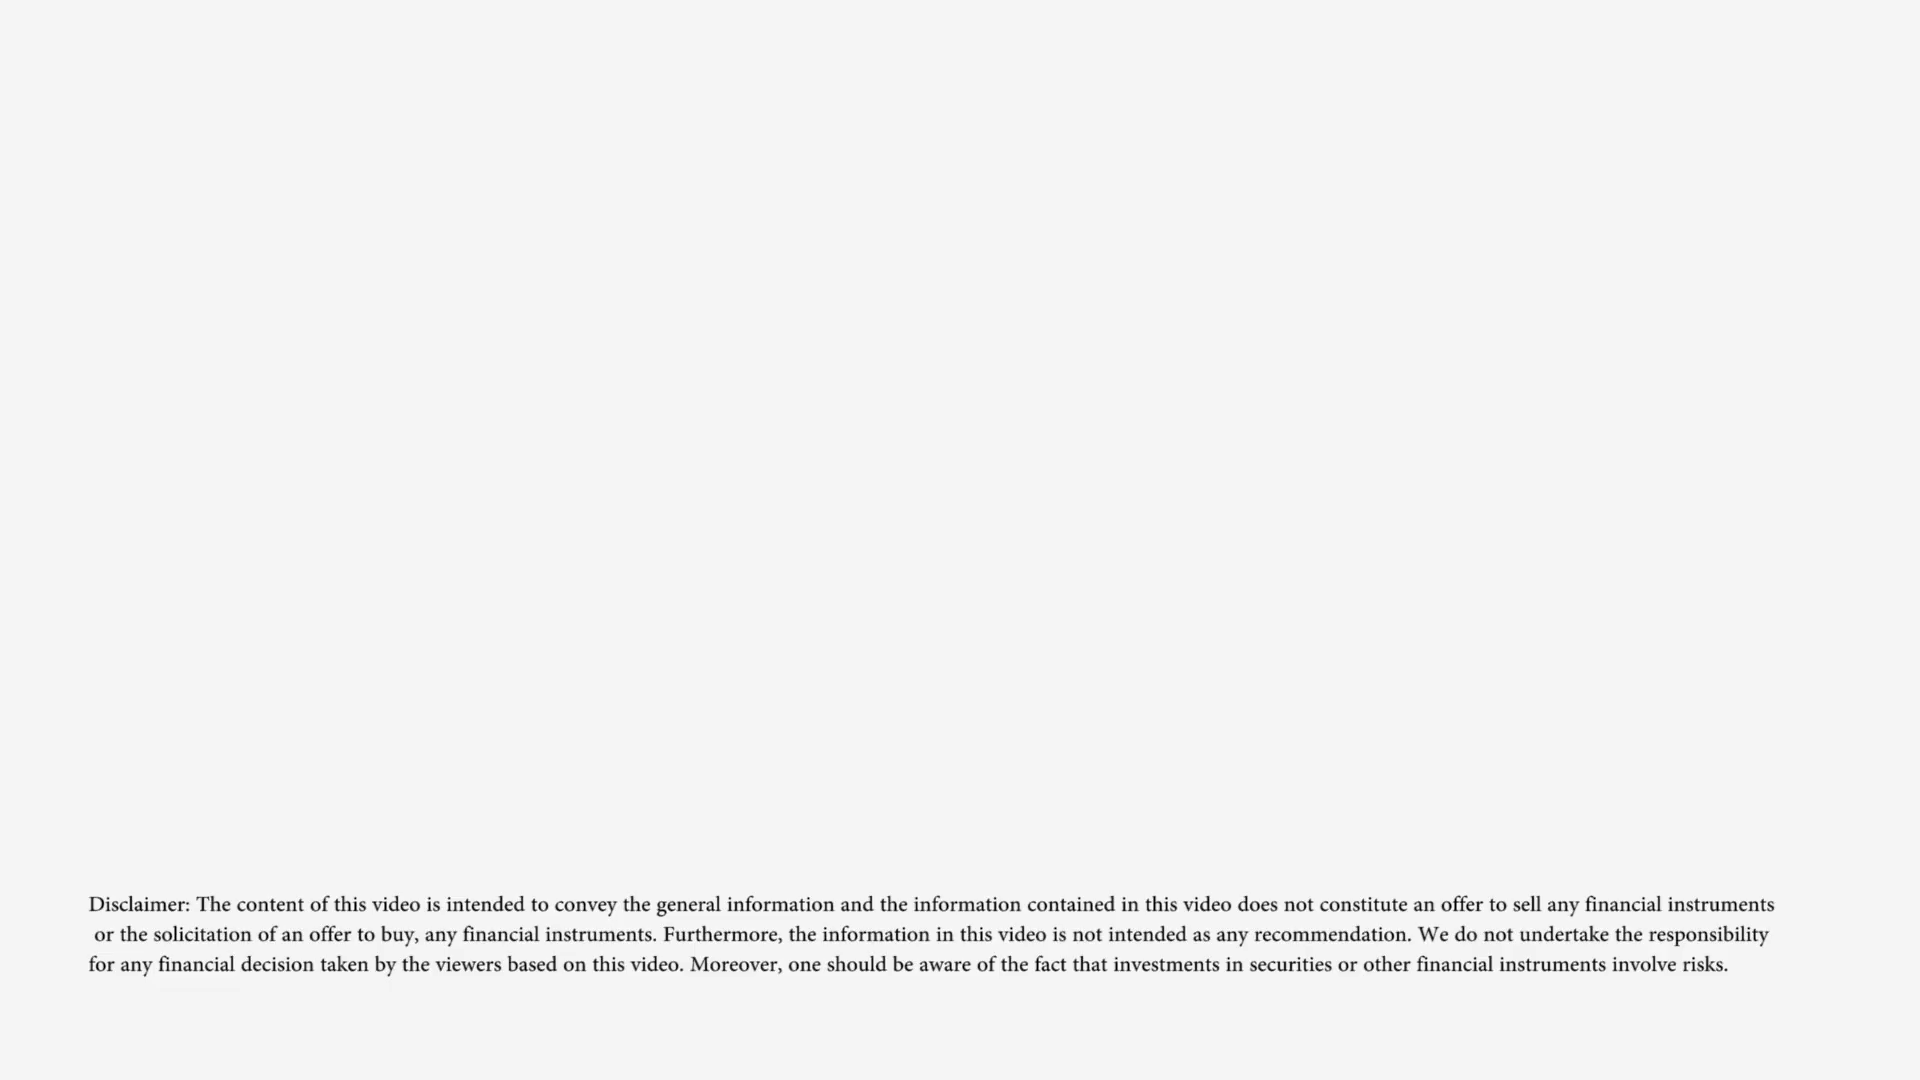 Disclaimer: The content of this video is intended to convey the general information and the information contained in this video does not constitute an offer to sell any financial instruments
or the solicitation of an offer to buy, any financial instruments. Furthermore, the information in this video is not intended as any recommendation. We do not undertake the responsibility
for any financial decision taken by the viewers based on this video. Moreover, one should be aware of the fact that investments in securities or other financial instruments involve risks.